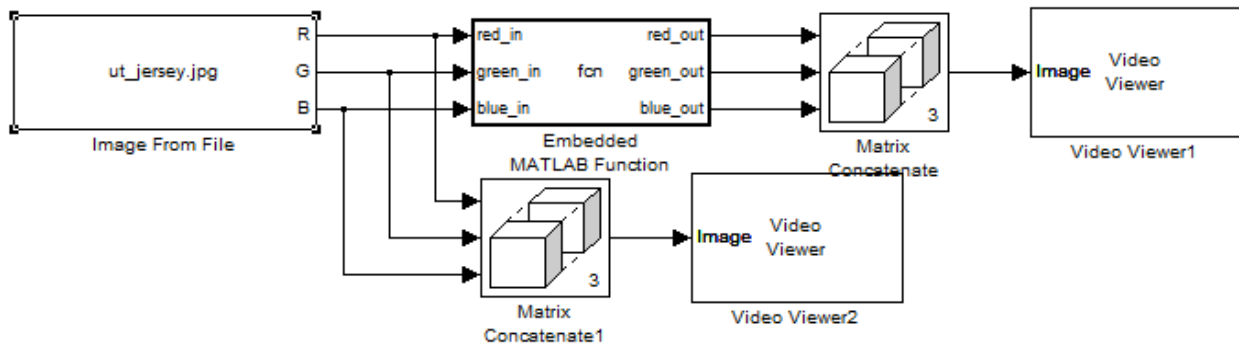 R
ut_jersey.jpg
G
B
Image From File
red_in
red_out
green_in
fcn
green_out
blue_in
blue_out
Embedded
MATLAB Function
3
Matrix
Concatenate
Image
Video
Viewer
Video Viewer1
3
Matrix
Concatenate1
Image
Video
Viewer
Video Viewer2